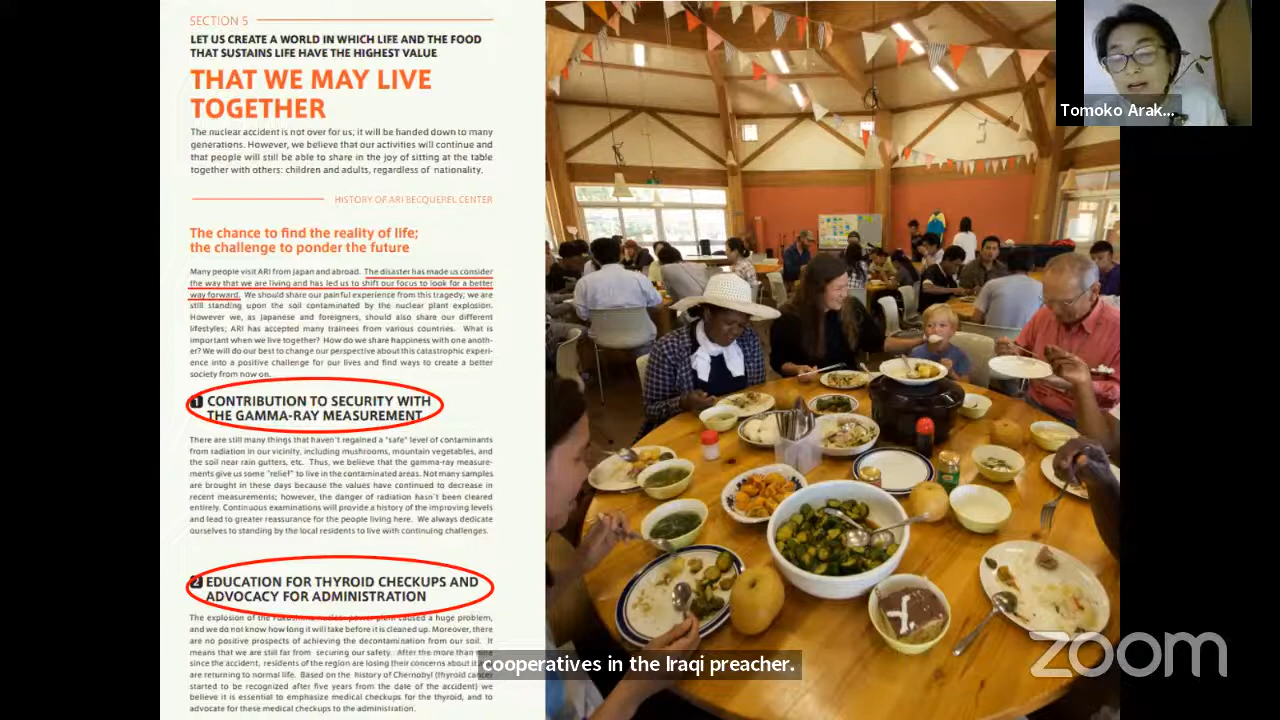 SECTION 5
LET US CREATE A WORLD IN WHICH LIFE AND THE FOOD
THAT SUSTAINS LIFE HAVE THE HIGHEST VALUE
THAT WE MAY LIVE
TOGETHER
The nuclear accident is not over for us; it will be handed down to many
generations. However, we believe that our activities will continue and
that people will still be able to share in the joy of sitting at the table
together with others: children and adults, regardless of nationality.
HISTORY OF ARI BECQUEREL CENTER
The chance to find the reality of life;
the challenge to ponder the future
Many people visit ARI from Japan and abroad. The disaster has made us consider
the way that we are living and has led us to shift our focus to look for a better
way forward. We should share our painful experience from this tragedy; we are
still standing upon the soil contaminated by the nuclear plant explosion.
However we, as Japanese and foreigners, should also share our different
lifestyles; ARI has accepted many trainees from various countries. What is
important when we live together? How do we share happiness with one anoth-
er? We will do our best to change our perspective about this catastrophic experi-
ence into a positive challenge for our lives and find ways to create a better
society from now on.
1 CONTRIBUTION TO SECURITY WITH
THE GAMMA-RAY MEASUREMENT
There are still many things that haven't regained a "safe" level of contaminants
from radiation in our vicinity, including mushrooms, mountain vegetables, and
the soil near rain gutters, etc. Thus, we believe that the gamma-ray measure-
ments give us some "relief" to live in the contaminated areas. Not many samples
are brought in these days because the values have continued to decrease in
recent measurements; however, the danger of radiation hasn't been cleared
entirely. Continuous examinations will provide a history of the improving levels
and lead to greater reassurance for the people living here. We always dedicate
ourselves to standing by the local residents to live with continuing challenges.
2 EDUCATION FOR THYROID CHECKUPS AND
ADVOCACY FOR ADMINISTRATION
The explosion of the Fukushima nuclear power plant caused a huge problem,
and we do not know how long it will take before it is cleaned up. Moreover, there
are no positive prospects of achieving the decontamination from our soil. It
means that we are still far from securing our safety. After the more than
since the accident, residents of the region are losing their concerns about
are returning to normal life. Based on the history of Chernobyl (thyroid cancer
started to be recognized after five years from the date of the accident) we
believe it is essential to emphasize medical checkups for the thyroid, and to
advocate for these medical checkups to the administration.
Tomoko Arak...
cooperatives in the Iraqi preacher.
zoom